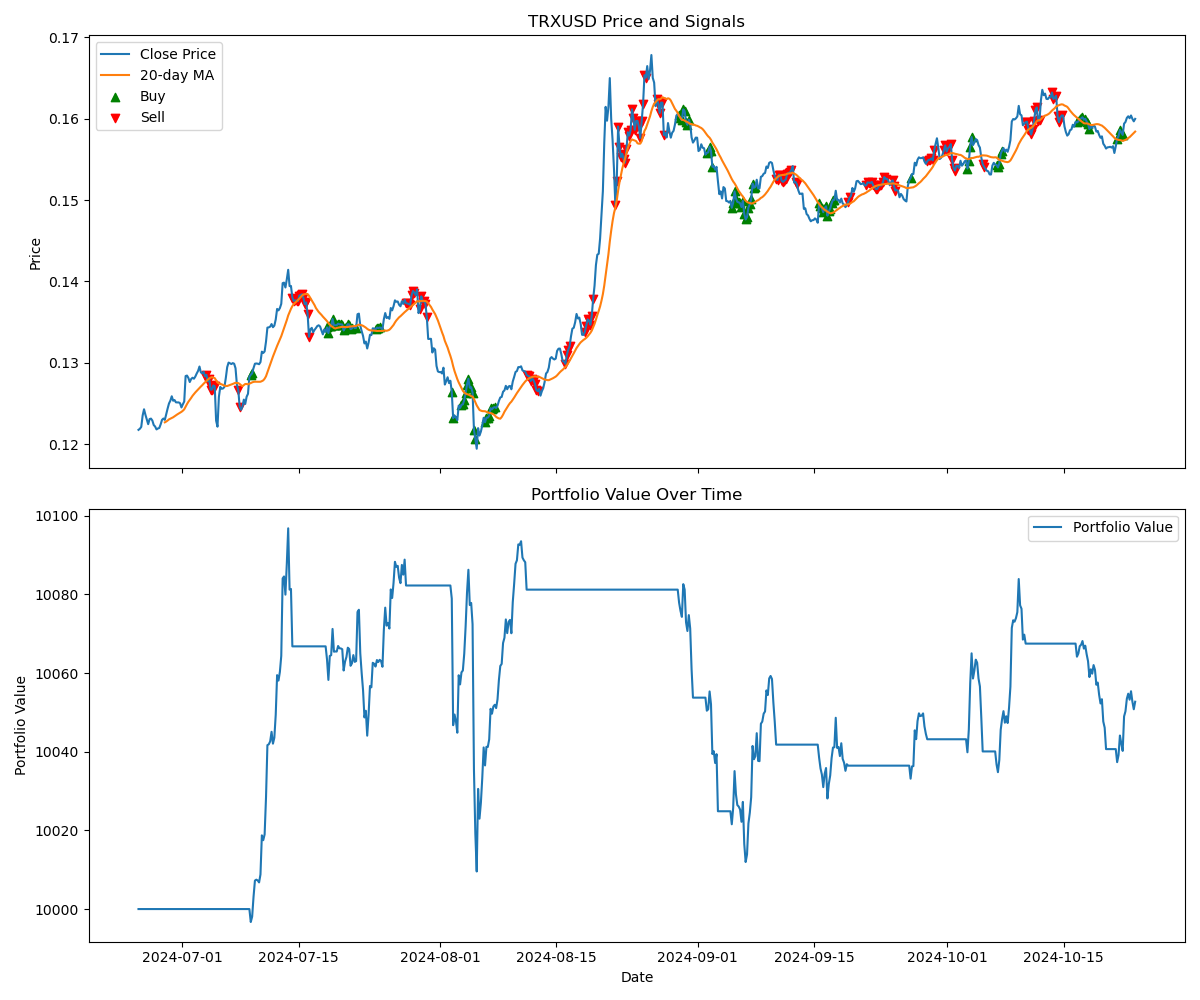 TRXUSD Price and Signals
Price
0.17
0.16
0.15
0.14
0.13
0.12
Close Price
20-day MA
Buy
Sell
Portfolio Value Over Time
Portfolio Value
10100
10080
10060
10040
10020
10000
Portfolio Value
2024-07-01 2024-07-15 2024-08-01 2024-08-15 2024-09-01 2024-09-15 2024-10-01 2024-10-15
Date